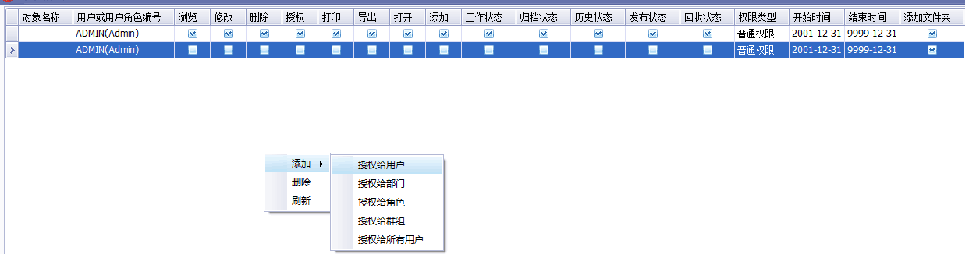 对象名称 用户或用户角色编号 浏览 修改 删除 授权 打印 导出 打开 添加 工作状态 归档状态 历史状态 发布状态 回收状态 权限类型 开始时间 结束时间 添加文件夹
ADMIN(Admin) 普通权限 2001-12-31 9999-12-31
ADMIN(Admin) 普通权限 2001-12-31 9999-12-31
添加
删除
刷新
授权给用户
授权给部门
授权给角色
授权给群组
授权给所有用户